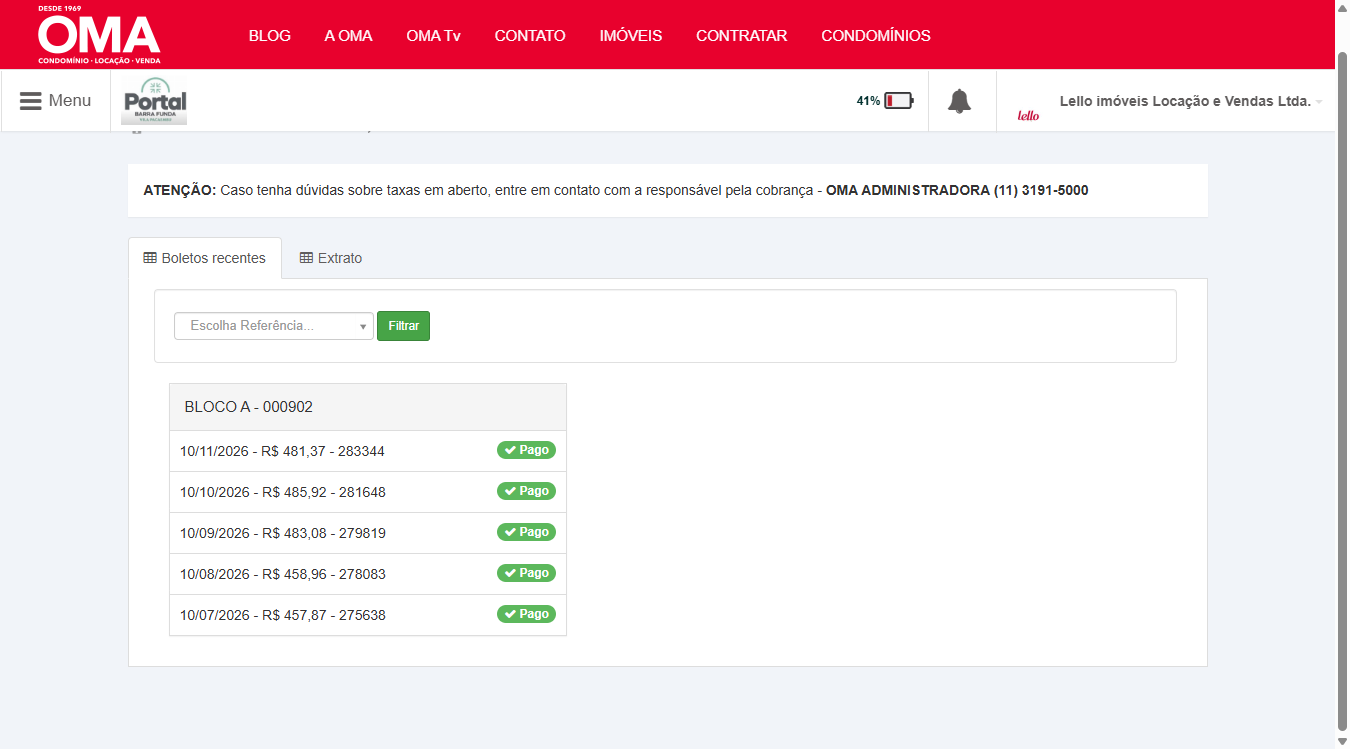 DESDE 1969
OMA
CONDOMÍNIO · LOCAÇÃO · VENDA
BLOG A OMA OMA Tv CONTATO IMÓVEIS CONTRATAR CONDOMÍNIOS
Menu
Portal
BARRA FUNDA
41%
lello
Lello imóveis Locação e Vendas Ltda.
ATENÇÃO: Caso tenha dúvidas sobre taxas em aberto, entre em contato com a responsável pela cobrança - OMA ADMINISTRADORA (11) 3191-5000
Boletos recentes Extrato
Escolha Referência... Filtrar
BLOCO A - 000902
10/11/2026 - R$ 481,37 - 283344 Pago
10/10/2026 - R$ 485,92 - 281648 Pago
10/09/2026 - R$ 483,08 - 279819 Pago
10/08/2026 - R$ 458,96 - 278083 Pago
10/07/2026 - R$ 457,87 - 275638 Pago